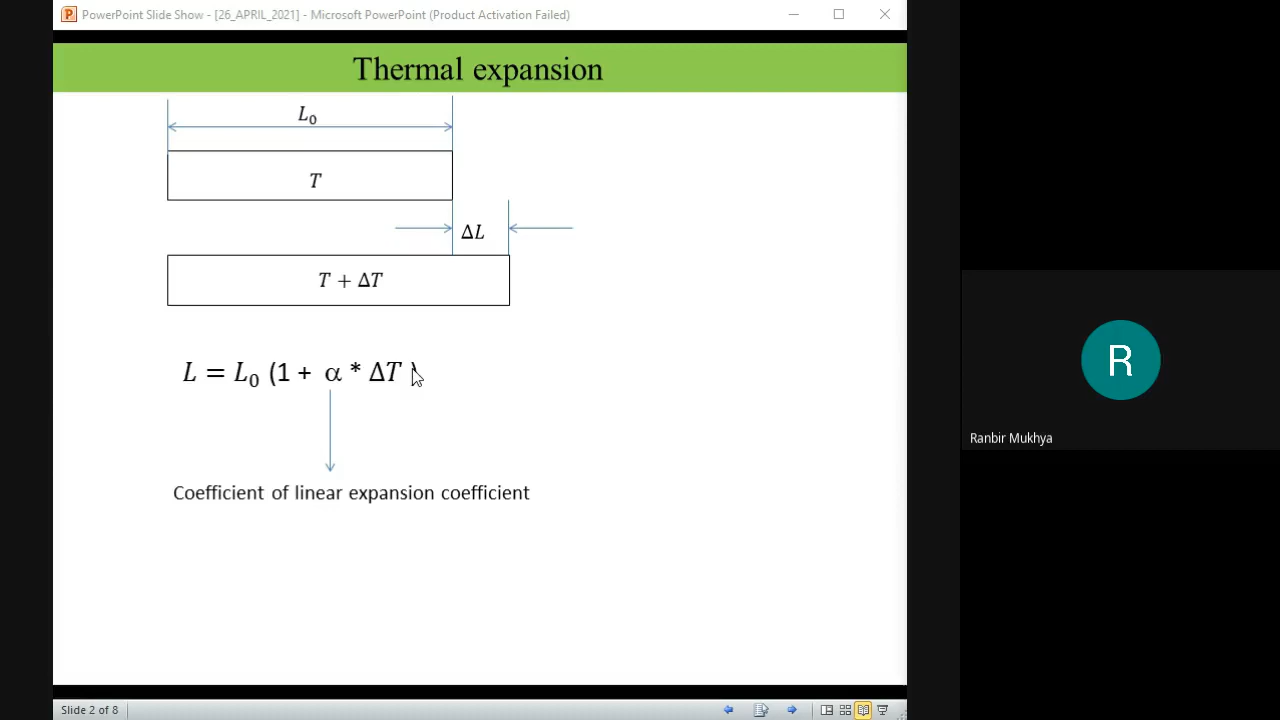 PowerPoint Slide Show - [26_APRIL_2021] - Microsoft PowerPoint (Product Activation Failed)
Thermal expansion
L₀
T
ΔL
T + ΔT
L = L₀ (1 + α * ΔT )
Coefficient of linear expansion coefficient
R
Ranbir Mukhya
Slide 2 of 8